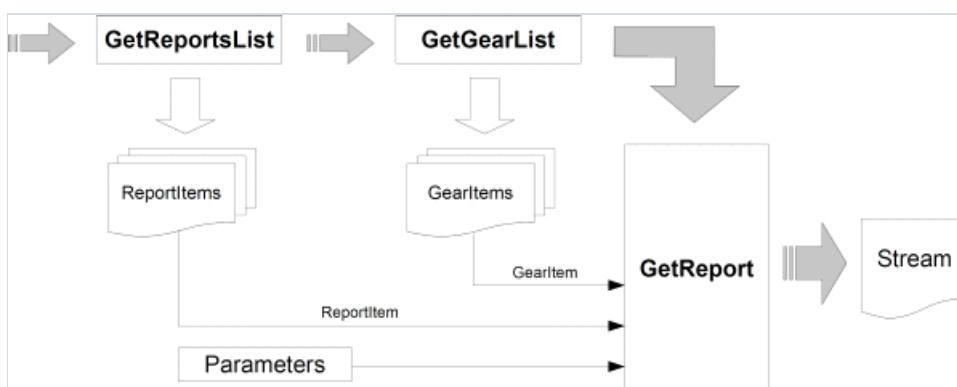 GetReportsList
GetGearList
ReportItems
GearItems
GetReport
Stream
GearItem
ReportItem
Parameters